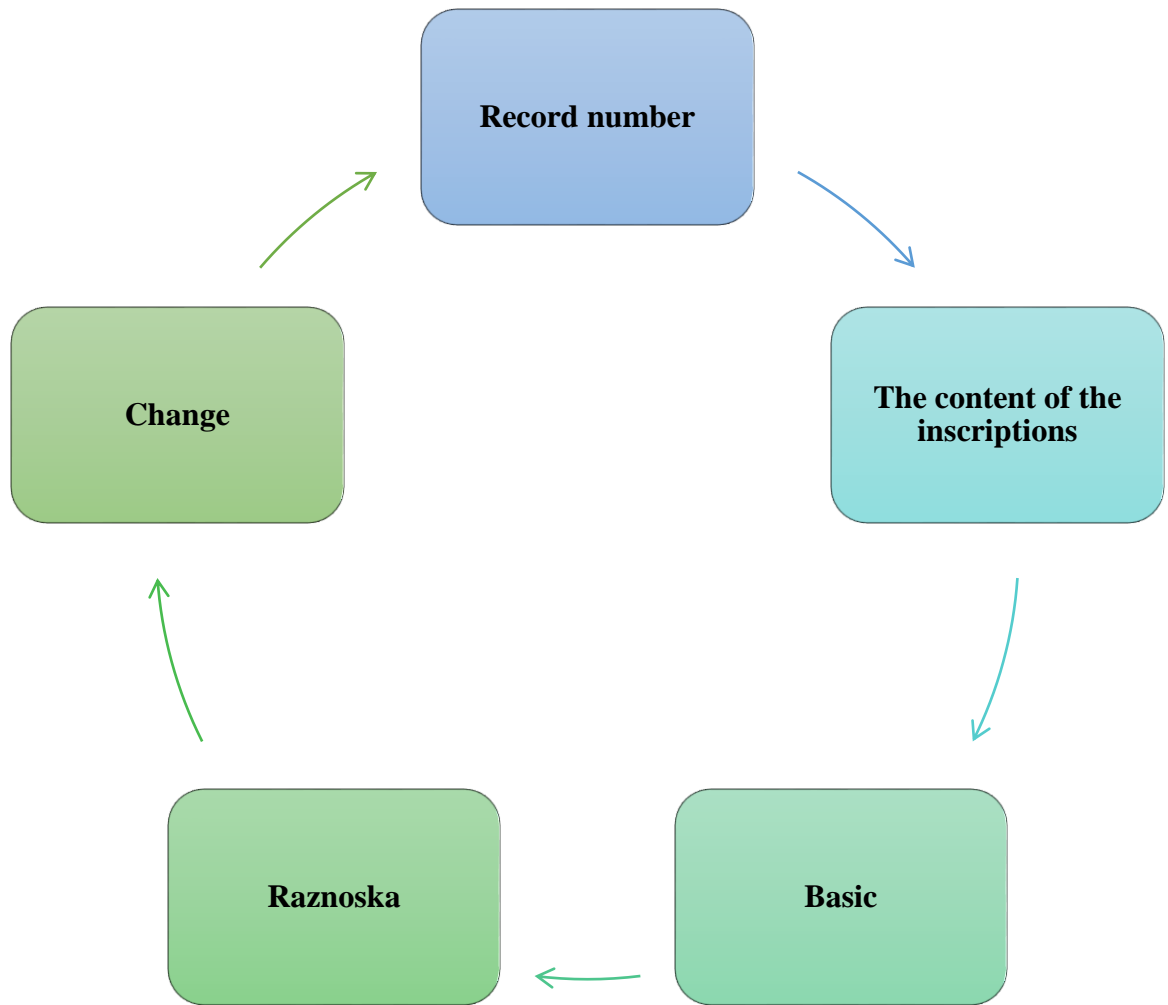 Record number
The content of the
inscriptions
Basic
Raznoska
Change